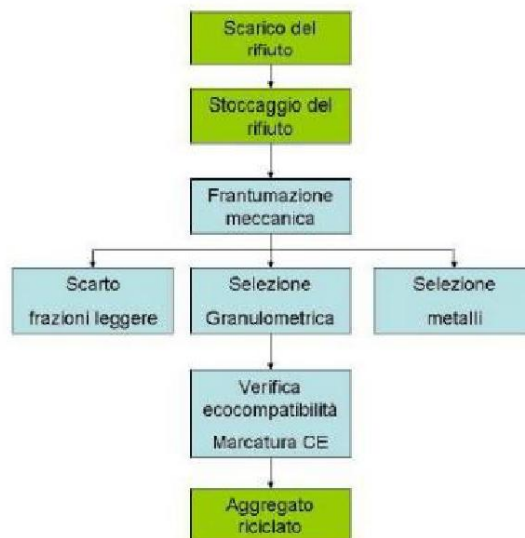 Scarico del
rifiuto
Stoccaggio del
rifiuto
Frantumazione
meccanica
Scarto
frazioni leggere
Selezione
Granulometrica
Selezione
metalli
Verifica
ecocompatibilità
Marcatura CE
Aggregato
riciclato